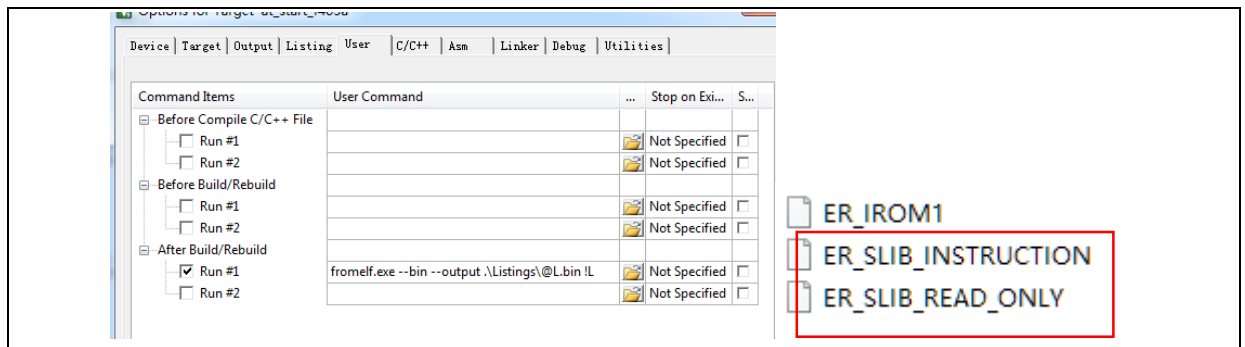 Options for Target 'at_start_f403a'
Device Target Output Listing User C/C++ Asm Linker Debug Utilities
Command Items User Command ... Stop on Exi... S...
Before Compile C/C++ File
Run #1 Not Specified
Run #2 Not Specified
Before Build/Rebuild
Run #1 Not Specified
Run #2 Not Specified
After Build/Rebuild
Run #1 fromelf.exe --bin --output .\Listings\@L.bin !L Not Specified
Run #2 Not Specified
ER_IROM1
ER_SLIB_INSTRUCTION
ER_SLIB_READ_ONLY